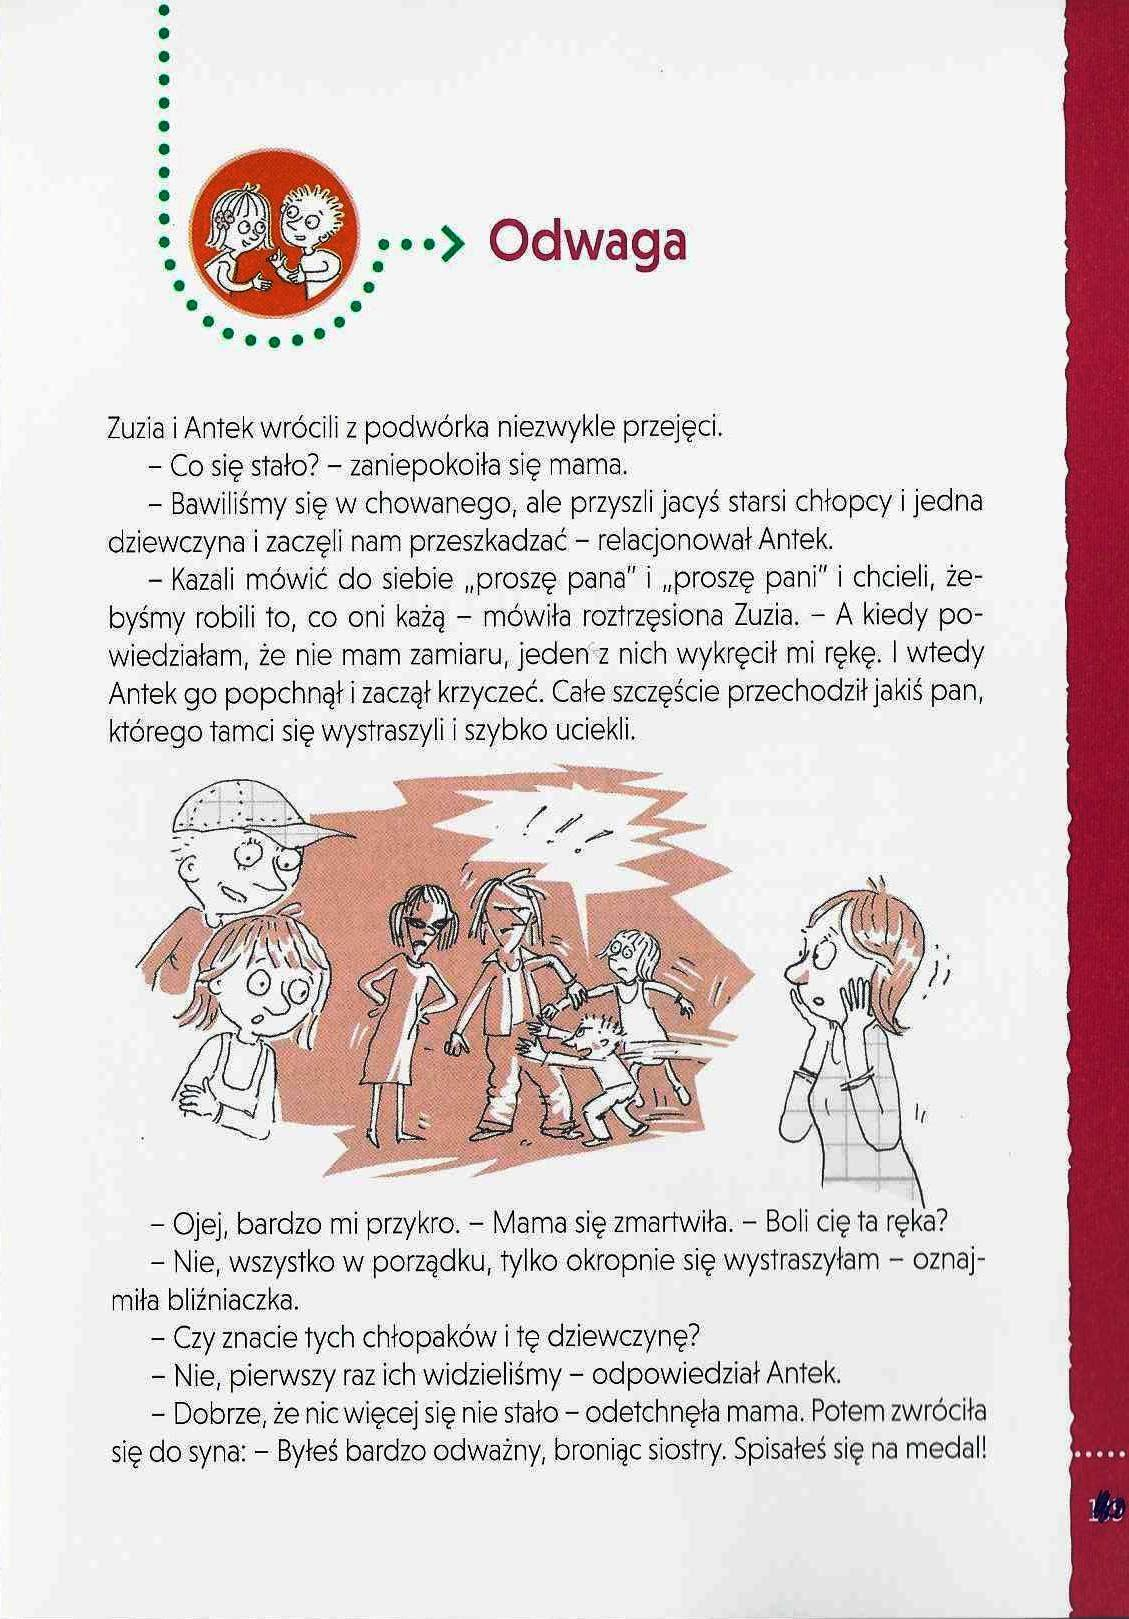 Odwaga
Zuzia i Antek wrócili z podwórka niezwykle przejęci.
– Co się stało? – zaniepokoiła się mama.
– Bawiliśmy się w chowanego, ale przyszli jacyś starsi chłopcy i jedna
dziewczyna i zaczęli nam przeszkadzać – relacjonował Antek.
– Kazali mówić do siebie „proszę pana” i „proszę pani” i chcieli, że-
byśmy robili to, co oni każą – mówiła roztrzęsiona Zuzia. – A kiedy po-
wiedziałam, że nie mam zamiaru, jeden z nich wykręcił mi rękę. I wtedy
Antek go popchnął i zaczął krzyczeć. Całe szczęście przechodził jakiś pan,
którego tamci się wystraszyli i szybko uciekli.
! ! ! ,
– Ojej, bardzo mi przykro. – Mama się zmartwiła. – Boli cię ta ręka?
– Nie, wszystko w porządku, tylko okropnie się wystraszyłam – oznaj-
miła bliźniaczka.
– Czy znacie tych chłopaków i tę dziewczynę?
– Nie, pierwszy raz ich widzieliśmy – odpowiedział Antek.
– Dobrze, że nic więcej się nie stało – odetchnęła mama. Potem zwróciła
się do syna: – Byłeś bardzo odważny, broniąc siostry. Spisałeś się na medal!